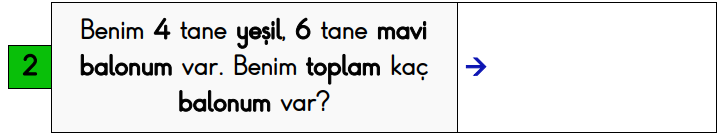 2
Benim 4 tane yeşil, 6 tane mavi
balonum var. Benim toplam kaç
balonum var?
→